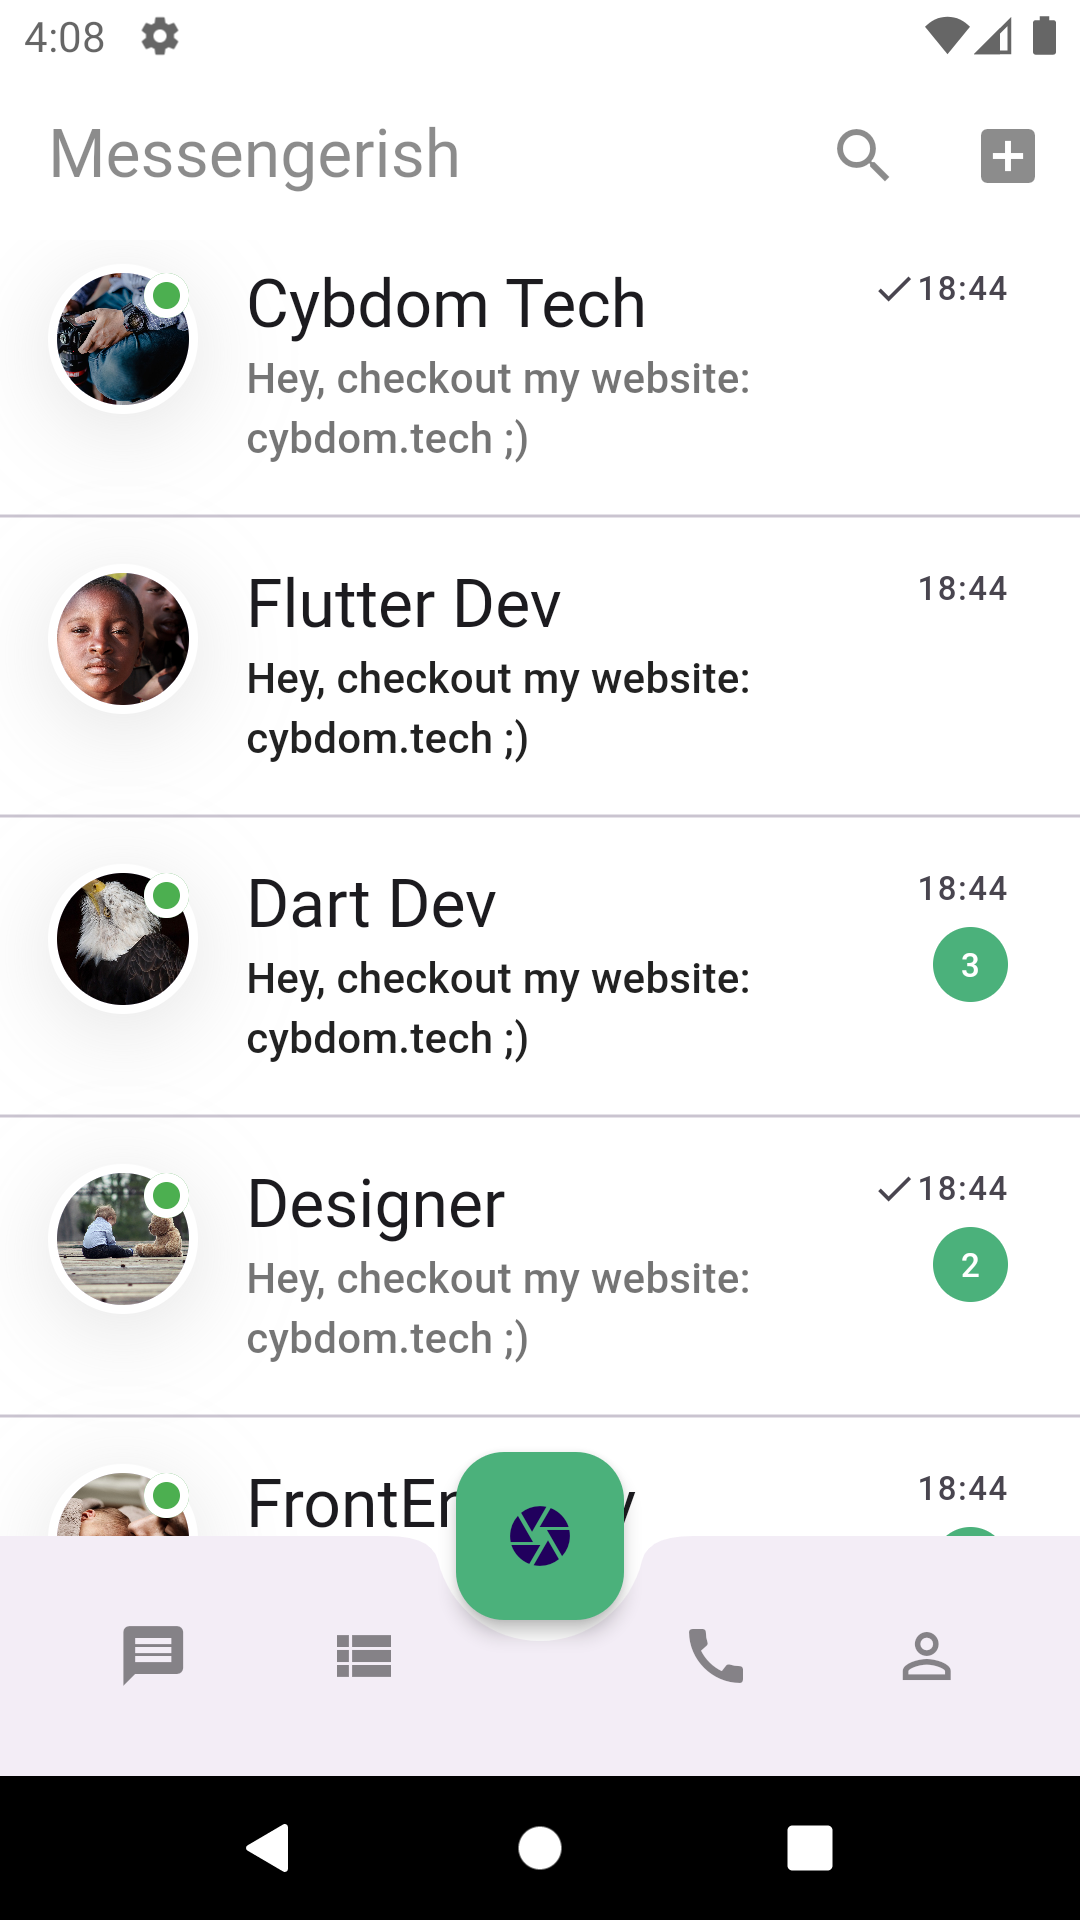 4:08
Messengerish
Cybdom Tech
18:44
Hey, checkout my website:
cybdom.tech ;)
Flutter Dev
18:44
Hey, checkout my website:
cybdom.tech ;)
Dart Dev
18:44
Hey, checkout my website:
cybdom.tech ;)
3
Designer
18:44
Hey, checkout my website:
cybdom.tech ;)
2
18:44